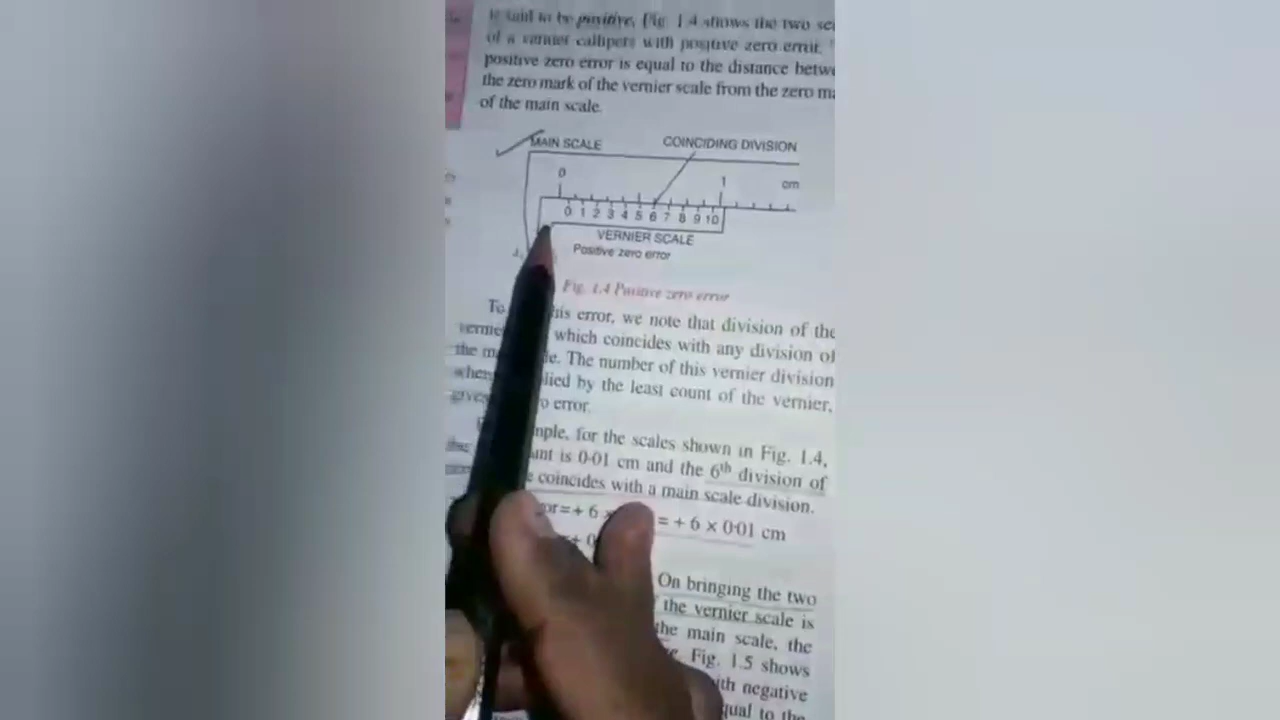 is said to be positive. Fig. 1.4 shows the two
of a vernier callipers with positive zero error.
positive zero error is equal to the distance betwe
the zero mark of the vernier scale from the zero ma
of the main scale.
MAIN SCALE COINCIDING DIVISION
0 1 cm
0 1 2 3 4 5 6 7 8 9 10
VERNIER SCALE
Positive zero error
Fig. 1.4 Positive zero error
To his error, we note that division of the
vernie which coincides with any division of
the m le. The number of this vernier division
when lied by the least count of the vernier,
gives o error.
mple, for the scales shown in Fig. 1.4,
unt is 0·01 cm and the 6th division of
coincides with a main scale division.
or = + 6 × = + 6 × 0·01 cm
= + 0
On bringing the two
the vernier scale is
the main scale, the
Fig. 1.5 shows
ith negative
qual to the